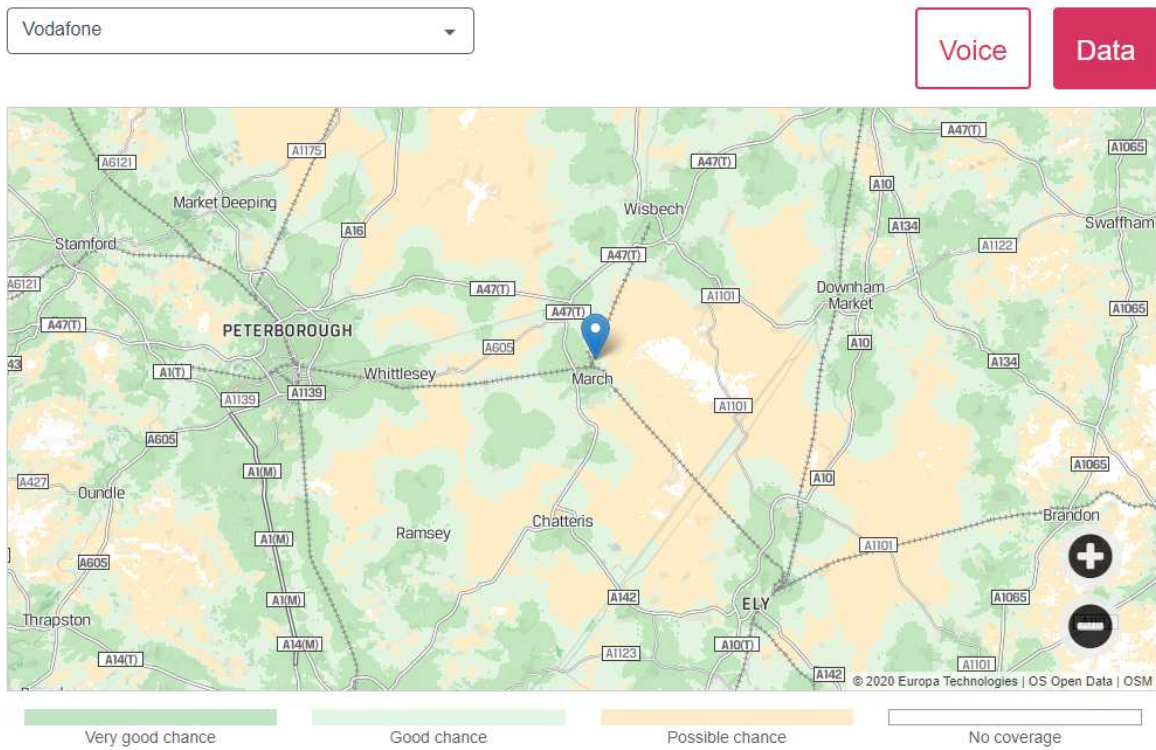 Vodafone
Voice
Data
A47(T)
A1175
A6121
A1065
A10
Market Deeping
Wisbech
A47(T)
A16
A134
Swaffham
Stamford
A1122
A47(T)
A6121
A47(T)
A1101
Downham
Market
A1065
A47(T)
A47(T)
PETERBOROUGH
A605
A10
43
A1(T)
Whittlesey
March
A134
A1139
A1139
A1101
A605
A1(M)
A1065
A427
A10
Oundle
Chatteris
Brandon
Ramsey
A1(M)
A1101
A605
A1(M)
A142
ELY
A1065
Thrapston
A14(M)
A10(T)
A14(T)
A1123
A1101
A142
© 2020 Europa Technologies | OS Open Data | OSM
Very good chance
Good chance
Possible chance
No coverage